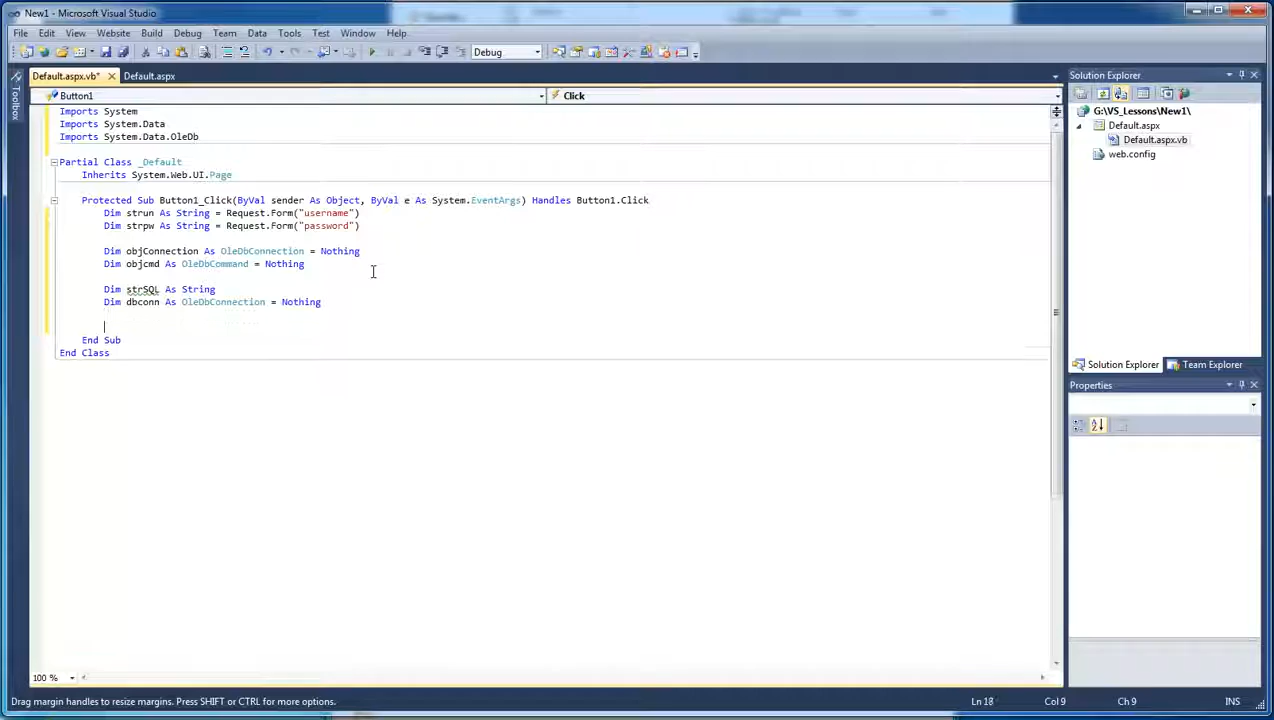 New1 - Microsoft Visual Studio
File Edit View Website Build Debug Team Data Tools Test Window Help
Debug
Default.aspx.vb* Default.aspx
Solution Explorer
Toolbox
Button1
Click
Imports System
Imports System.Data
Imports System.Data.OleDb
Partial Class _Default
Inherits System.Web.UI.Page
Protected Sub Button1_Click(ByVal sender As Object, ByVal e As System.EventArgs) Handles Button1.Click
Dim strun As String = Request.Form("username")
Dim strpw As String = Request.Form("password")
Dim objConnection As OleDbConnection = Nothing
Dim objcmd As OleDbCommand = Nothing
Dim strSQL As String
Dim dbconn As OleDbConnection = Nothing
End Sub
End Class
G:\VS_Lessons\New1\
Default.aspx
Default.aspx.vb
web.config
Solution Explorer Team Explorer
Properties
100 %
Drag margin handles to resize margins. Press SHIFT or CTRL for more options.
Ln 18 Col 9 Ch 9 INS